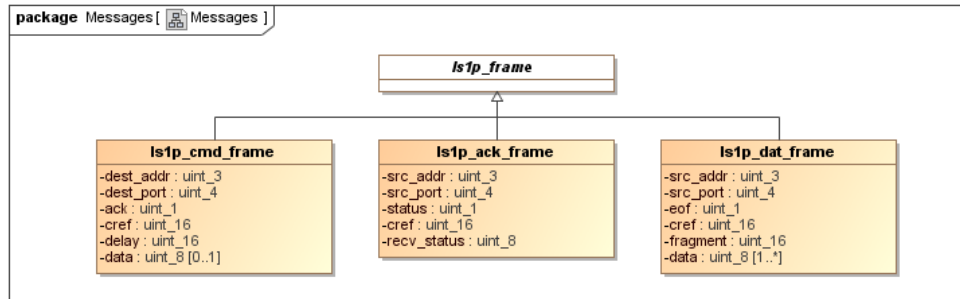 package Messages [ Messages ]
ls1p_frame
ls1p_cmd_frame
-dest_addr : uint_3
-dest_port : uint_4
-ack : uint_1
-cref : uint_16
-delay : uint_16
-data : uint_8 [0..1]
ls1p_ack_frame
-src_addr : uint_3
-src_port : uint_4
-status : uint_1
-cref : uint_16
-recv_status : uint_8
ls1p_dat_frame
-src_addr : uint_3
-src_port : uint_4
-eof : uint_1
-cref : uint_16
-fragment : uint_16
-data : uint_8 [1..*]